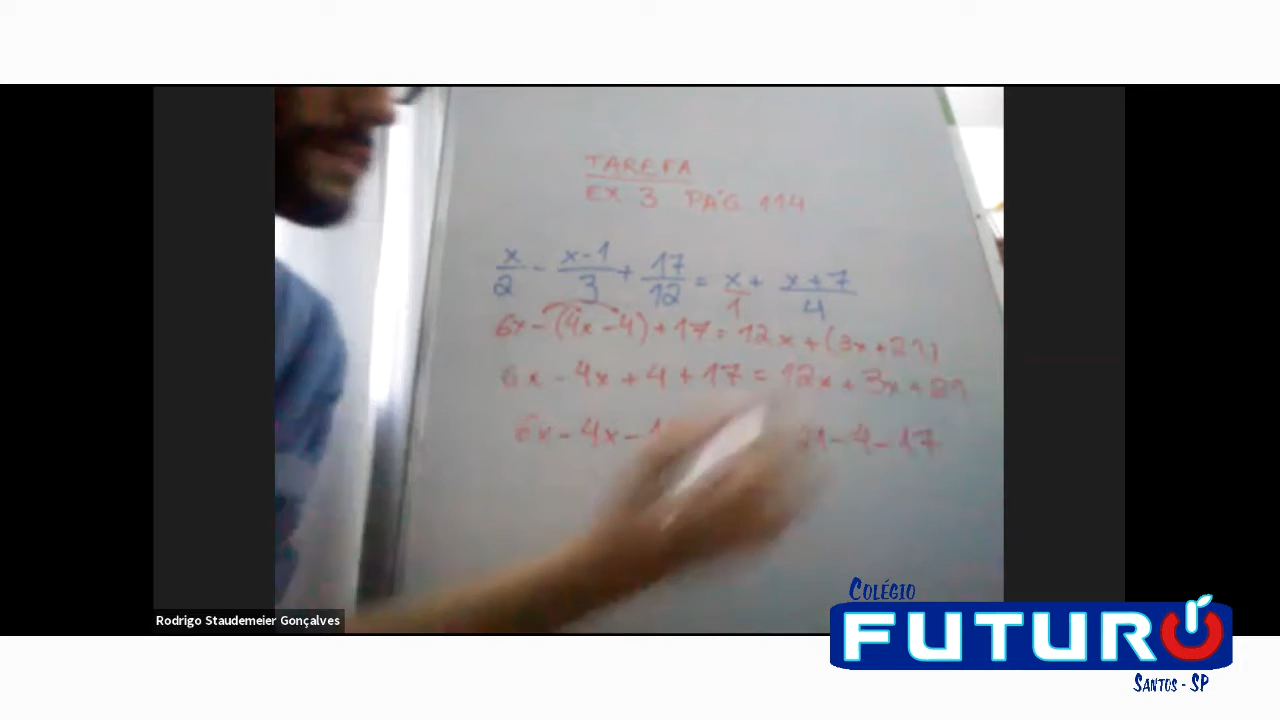 TAREFA
EX 3 PÁG 114
x/2 - x-1/3 + 17/12 = x/1 + x+7/4
6x - (4x - 4) + 17 = 12x + (3x + 21)
6x - 4x + 4 + 17 = 12x + 3x + 21
6x - 4x - 21 - 4 - 17
Rodrigo Staudemeier Gonçalves
COLÉGIO
FUTURO
SANTOS - SP